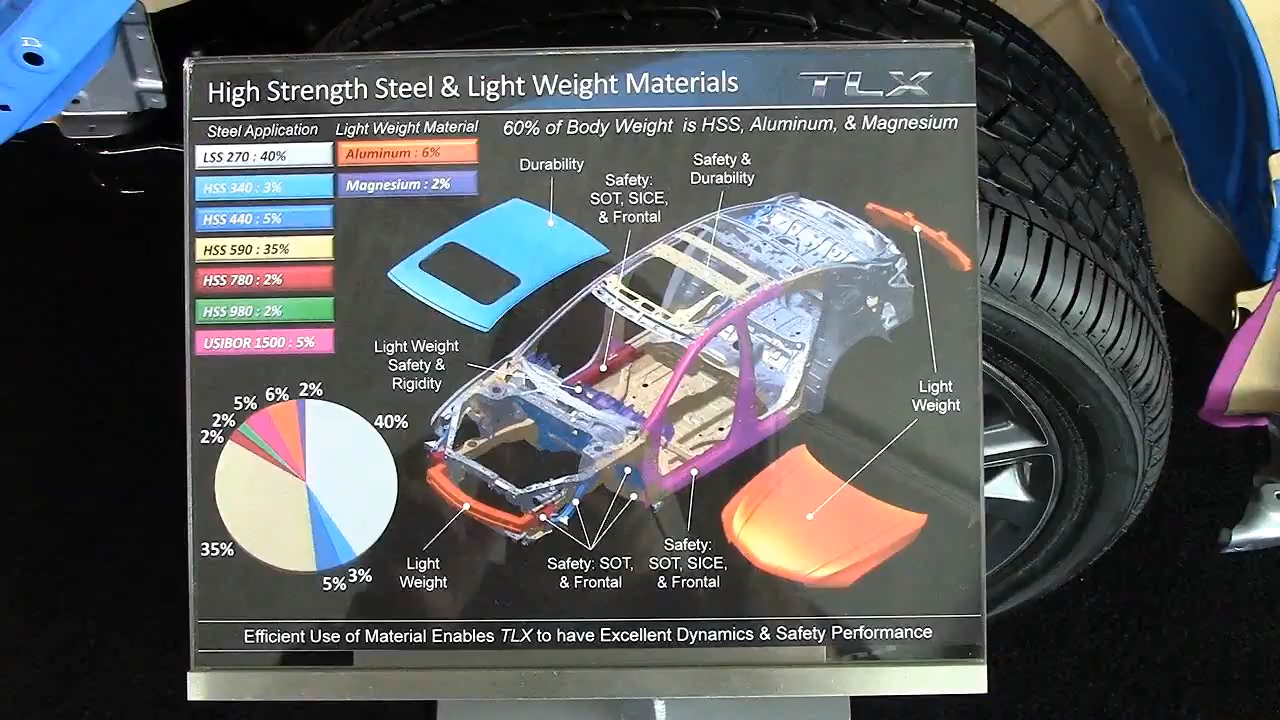 High Strength Steel & Light Weight Materials
TLX
Steel Application
Light Weight Material
60% of Body Weight is HSS, Aluminum, & Magnesium
LSS 270 : 40%
Aluminum : 6%
HSS 340 : 3%
Magnesium : 2%
HSS 440 : 5%
HSS 590 : 35%
HSS 780 : 2%
HSS 980 : 2%
USIBOR 1500 : 5%
Durability
Safety:
SOT, SICE,
& Frontal
Safety &
Durability
Light Weight
Safety &
Rigidity
Light
Weight
2%
6%
5%
2%
2%
40%
35%
5%
3%
Light
Weight
Safety: SOT,
& Frontal
Safety:
SOT, SICE,
& Frontal
Efficient Use of Material Enables TLX to have Excellent Dynamics & Safety Performance